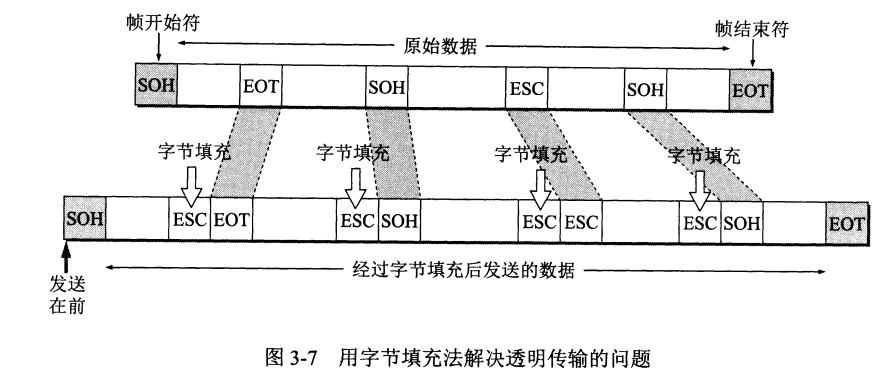 帧开始符
帧结束符
原始数据
SOH EOT SOH ESC SOH EOT
字节填充 字节填充 字节填充 字节填充
SOH ESC EOT ESC SOH ESC ESC ESC SOH EOT
经过字节填充后发送的数据
发送
在前
图 3-7 用字节填充法解决透明传输的问题